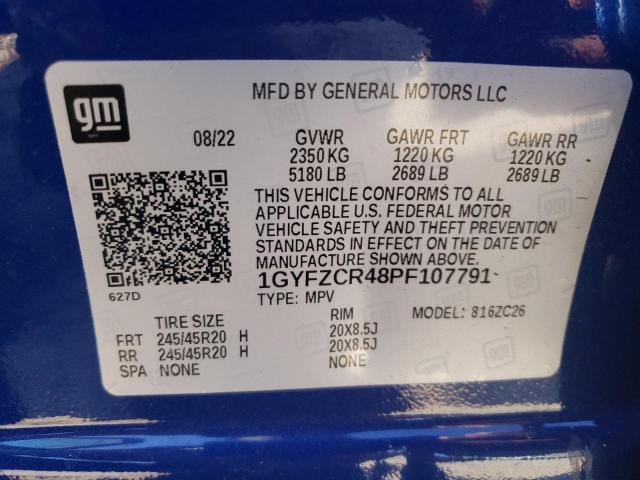 gm
MFD BY GENERAL MOTORS LLC
08/22 GVWR GAWR FRT GAWR RR
2350 KG 1220 KG 1220 KG
5180 LB 2689 LB 2689 LB
THIS VEHICLE CONFORMS TO ALL
APPLICABLE U.S. FEDERAL MOTOR
VEHICLE SAFETY AND THEFT PREVENTION
STANDARDS IN EFFECT ON THE DATE OF
MANUFACTURE SHOWN ABOVE.
1GYFZCR48PF107791
627D
TYPE: MPV MODEL: 816ZC26
TIRE SIZE RIM
FRT 245/45R20 H 20X8.5J
RR 245/45R20 H 20X8.5J
SPA NONE NONE